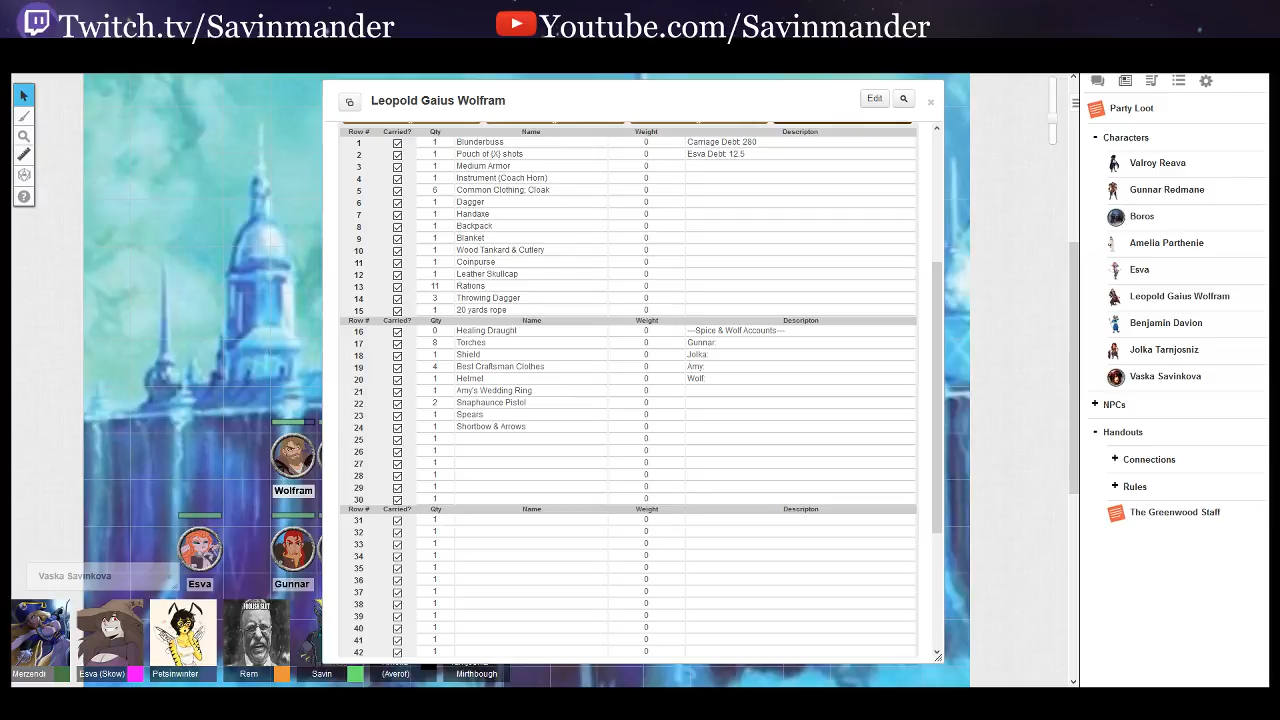 Twitch.tv/Savinmander
Youtube.com/Savinmander
Leopold Gaius Wolfram
Edit
Row # Carried? Qty Name Weight Descripton
1 1 Blunderbuss 0 Carriage Debt: 280
2 1 Pouch of {X} shots 0 Esva Debt: 12.5
3 1 Medium Armor 0
4 1 Instrument (Coach Horn) 0
5 6 Common Clothing; Cloak 0
6 1 Dagger 0
7 1 Handaxe 0
8 1 Backpack 0
9 1 Blanket 0
10 1 Wood Tankard & Cutlery 0
11 1 Coinpurse 0
12 1 Leather Skullcap 0
13 11 Rations 0
14 3 Throwing Dagger 0
15 1 20 yards rope 0
Row # Carried? Qty Name Weight Descripton
16 0 Healing Draught 0 ---Spice & Wolf Accounts---
17 8 Torches 0 Gunnar:
18 1 Shield 0 Jolka:
19 4 Best Craftsman Clothes 0 Amy:
20 1 Helmet 0 Wolf:
21 1 Amy's Wedding Ring 0
22 2 Snaphaunce Pistol 0
23 1 Spears 0
24 1 Shortbow & Arrows 0
25 1 0
26 1 0
27 1 0
28 1 0
29 1 0
30 1 0
Row # Carried? Qty Name Weight Descripton
31 1 0
32 1 0
33 1 0
34 1 0
35 1 0
36 1 0
37 1 0
38 1 0
39 1 0
40 1 0
41 1 0
42 1 0
Party Loot
Characters
Valroy Reava
Gunnar Redmane
Boros
Amelia Parthenie
Esva
Leopold Gaius Wolfram
Benjamin Davion
Jolka Tarnjosniz
Vaska Savinkova
NPCs
Handouts
Connections
Rules
The Greenwood Staff
Wolfram
Esva
Gunnar
Vaska Savinkova
FOOLISH SLUT
Merzendi
Esva (Skow)
Petsinwinter
Rem
Savin
(Averof)
Mirthbough